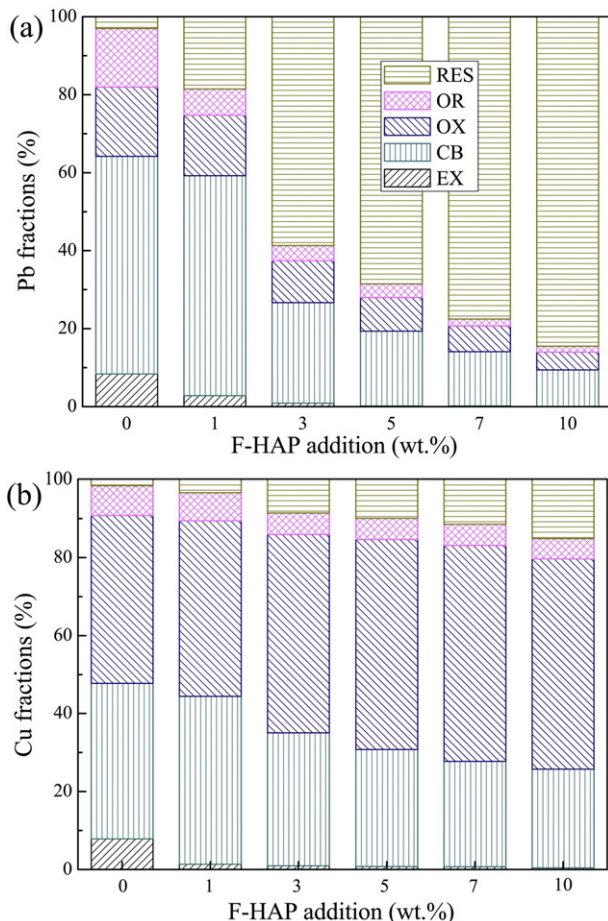 (a)
100
80
60
40
20
0
Pb fractions (%)
RES
OR
OX
CB
EX
0 1 3 5 7 10
F-HAP addition (wt.%)
(b)
100
80
60
40
20
0
Cu fractions (%)
0 1 3 5 7 10
F-HAP addition (wt.%)